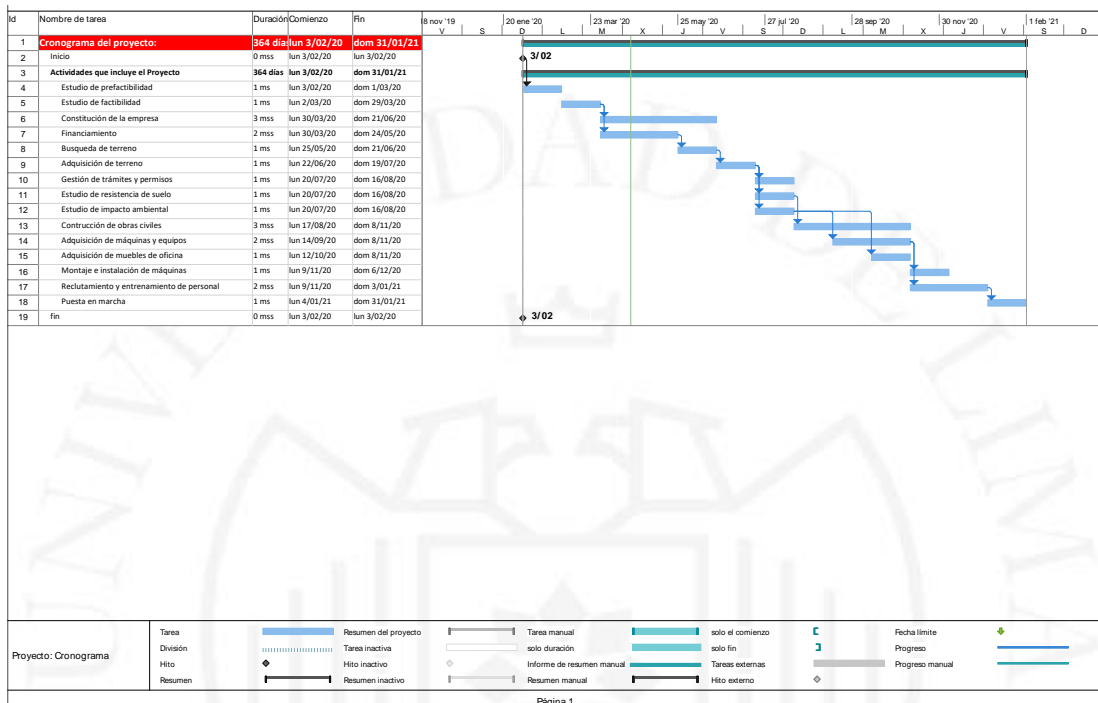 Id Nombre de tarea Duración Comienzo Fin 8 nov '19 20 ene '20 23 mar '20 25 may '20 27 jul '20 28 sep '20 30 nov '20 1 feb '21
V S D L M X J V S D L M X J V S D
1 Cronograma del proyecto: 364 días lun 3/02/20 dom 31/01/21
2 Inicio 0 mss lun 3/02/20 lun 3/02/20 3/02
3 Actividades que incluye el Proyecto 364 días lun 3/02/20 dom 31/01/21
4 Estudio de prefactibilidad 1 ms lun 3/02/20 dom 1/03/20
5 Estudio de factibilidad 1 ms lun 2/03/20 dom 29/03/20
6 Constitución de la empresa 3 mss lun 30/03/20 dom 21/06/20
7 Financiamiento 2 mss lun 30/03/20 dom 24/05/20
8 Busqueda de terreno 1 ms lun 25/05/20 dom 21/06/20
9 Adquisición de terreno 1 ms lun 22/06/20 dom 19/07/20
10 Gestión de trámites y permisos 1 ms lun 20/07/20 dom 16/08/20
11 Estudio de resistencia de suelo 1 ms lun 20/07/20 dom 16/08/20
12 Estudio de impacto ambiental 1 ms lun 20/07/20 dom 16/08/20
13 Contrucción de obras civiles 3 mss lun 17/08/20 dom 8/11/20
14 Adquisición de máquinas y equipos 2 mss lun 14/09/20 dom 8/11/20
15 Adquisición de muebles de oficina 1 ms lun 12/10/20 dom 8/11/20
16 Montaje e instalación de máquinas 1 ms lun 9/11/20 dom 6/12/20
17 Reclutamiento y entrenamiento de personal 2 mss lun 9/11/20 dom 3/01/21
18 Puesta en marcha 1 ms lun 4/01/21 dom 31/01/21
19 fin 0 mss lun 3/02/20 lun 3/02/20 3/02
UNIVERSIDAD DE LIMA
Proyecto: Cronograma
Tarea Resumen del proyecto Tarea manual solo el comienzo Fecha límite
División Tarea inactiva solo duración solo fin Progreso
Hito Hito inactivo Informe de resumen manual Tareas externas Progreso manual
Resumen Resumen inactivo Resumen manual Hito externo
Página 1